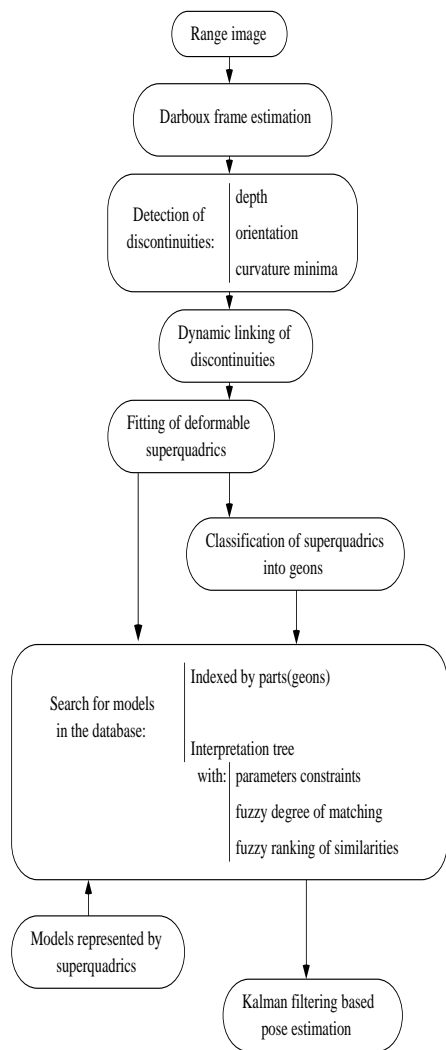 Range image
Darboux frame estimation
Detection of
discontinuities:
depth
orientation
curvature minima
Dynamic linking of
discontinuities
Fitting of deformable
superquadrics
Classification of superquadrics
into geons
Search for models
in the database:
Indexed by parts(geons)
Interpretation tree
with:
parameters constraints
fuzzy degree of matching
fuzzy ranking of similarities
Models represented by
superquadrics
Kalman filtering based
pose estimation